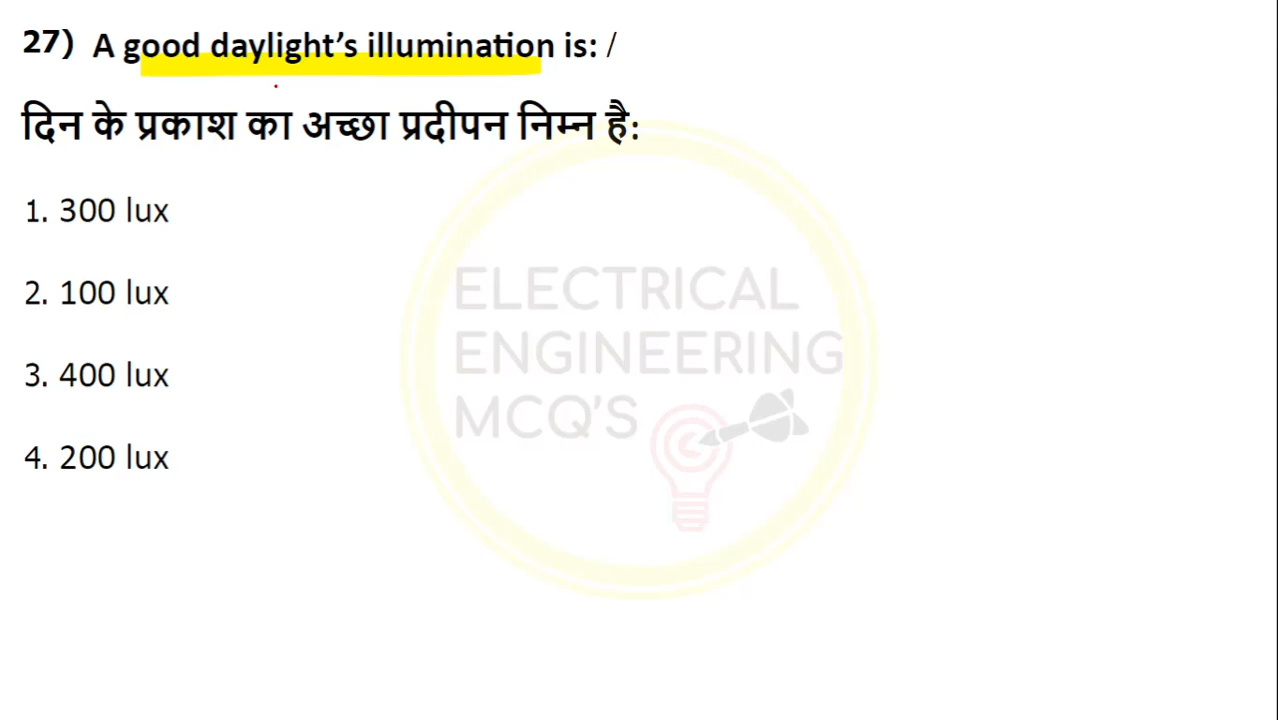 27) A good daylight's illumination is: /
दिन के प्रकाश का अच्छा प्रदीपन निम्न है:
1. 300 lux
2. 100 lux
3. 400 lux
4. 200 lux
ELECTRICAL
ENGINEERING
MCQ'S